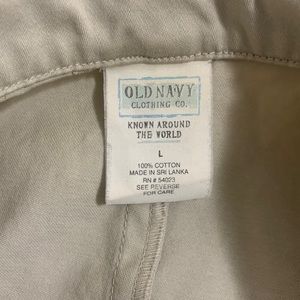 OLD NAVY
CLOTHING CO.
KNOWN AROUND
THE WORLD
L
100% COTTON
MADE IN SRI LANKA
RN # 54023
SEE REVERSE
FOR CARE